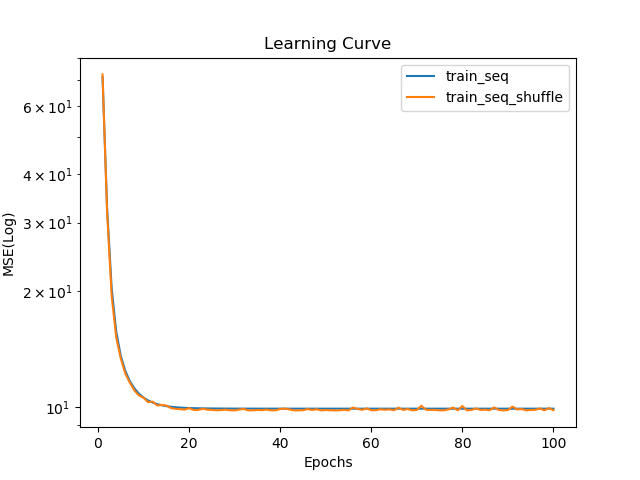 Learning Curve
train_seq
train_seq_shuffle
MSE(Log)
6 × 10¹
4 × 10¹
3 × 10¹
2 × 10¹
10¹
0 20 40 60 80 100
Epochs